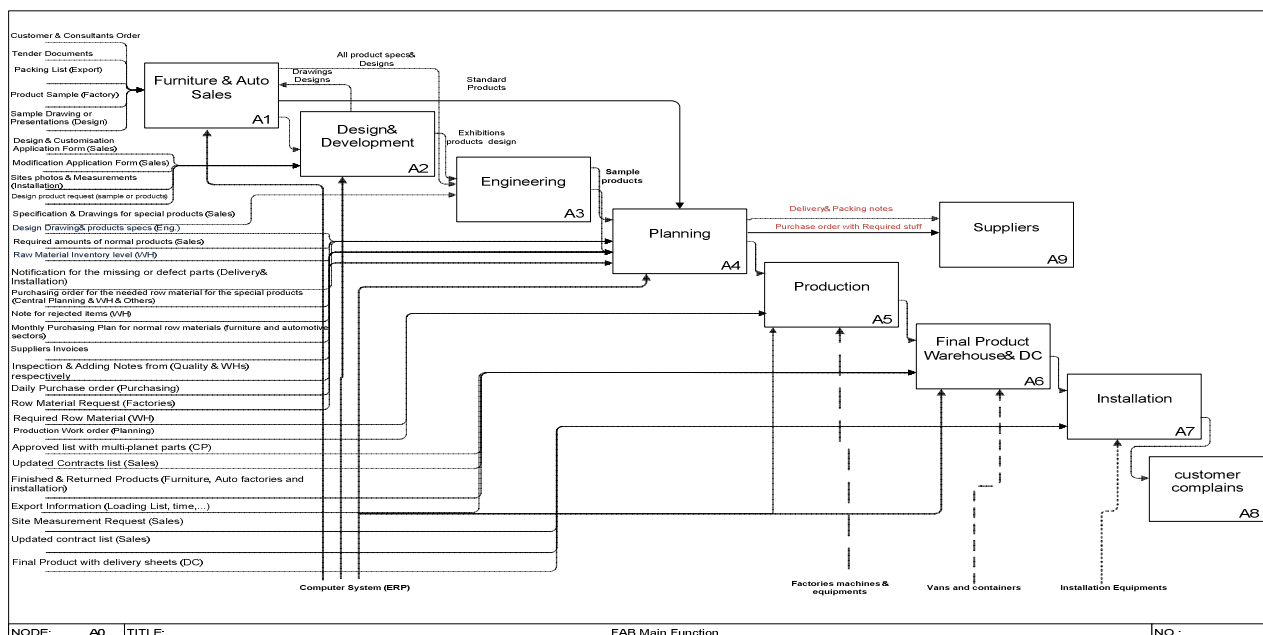 Customer & Consultants Order
Tender Documents
Packing List (Export)
Product Sample (Factory)
Sample Drawing or
Presentations (Design)
Design & Customisation
Application Form (Sales)
Modification Application Form (Sales)
Sites photos & Measurements
(Installation)
Design product request (sample or products)
Specification & Drawings for special products (Sales)
Design Drawing& products specs (Eng.)
Required amounts of normal products (Sales)
Raw Material Inventory level (WH)
Notification for the missing or defect parts (Delivery&
Installation)
Purchasing order for the needed row material for the special products
(Central Planning & WH & Others)
Note for rejected items (WH)
Monthly Purchasing Plan for normal row materials (furniture and automotive
sectors)
Suppliers Invoices
Inspection & Adding Notes from (Quality & WHs)
respectively
Daily Purchase order (Purchasing)
Row Material Request (Factories)
Required Row Material (WH)
Production Work order (Planning)
Approved list with multi-planet parts (CP)
Updated Contracts list (Sales)
Finished & Returned Products (Furniture, Auto factories and
installation)
Export Information (Loading List, time,...)
Site Measurement Request (Sales)
Updated contract list (Sales)
Final Product with delivery sheets (DC)
Furniture & Auto
Sales
A1
All product specs&
Designs
Drawings
Designs
Standard
Products
Design&
Development
A2
Exhibitions
products design
Engineering
A3
Sample
products
Planning
A4
Delivery& Packing notes
Purchase order with Required stuff
Suppliers
A9
Production
A5
Final Product
Warehouse& DC
A6
Installation
A7
customer
complains
A8
Computer System (ERP)
Factories machines &
equipments
Vans and containers
Installation Equipments
NODE: A0 TITLE: FAB Main Function NO.: